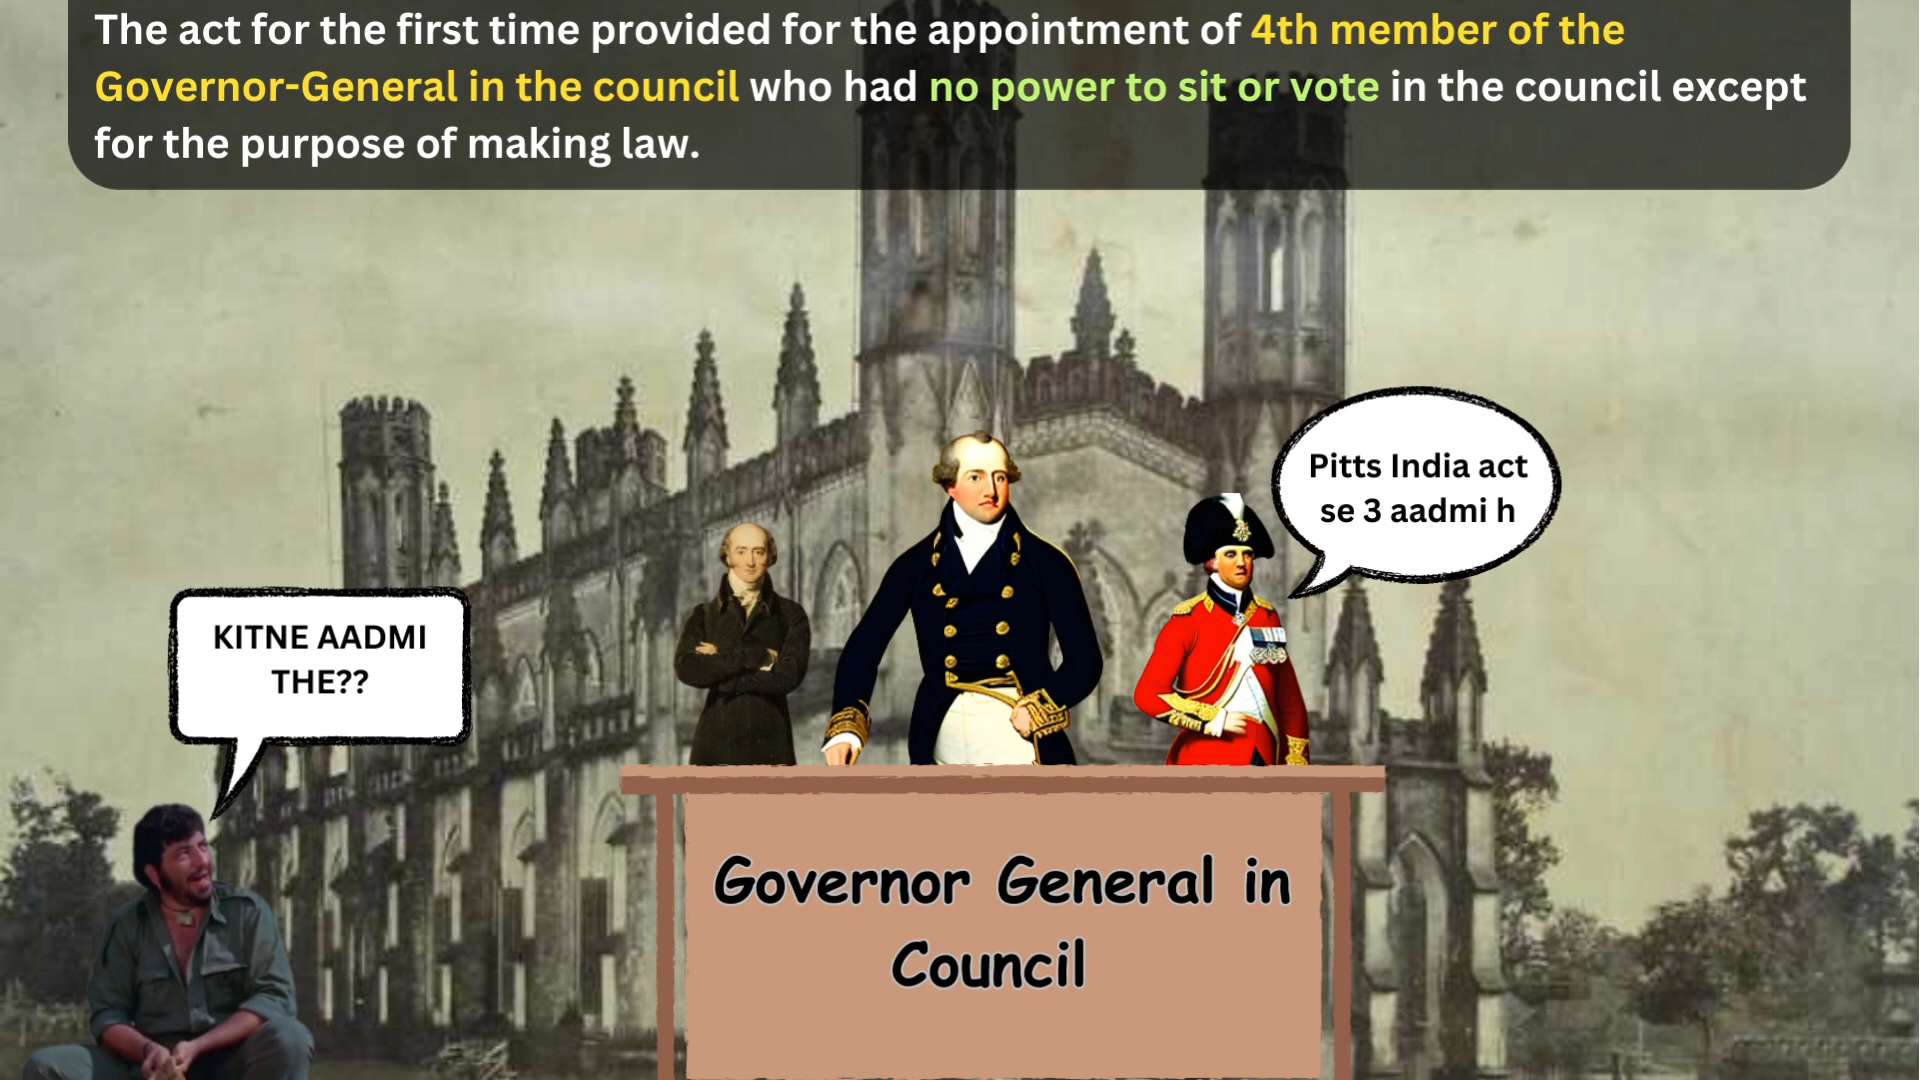 The act for the first time provided for the appointment of 4th member of the
Governor-General in the council who had no power to sit or vote in the council except
for the purpose of making law.
Pitts India act
se 3 aadmi h
KITNE AADMI
THE??
Governor General in
Council